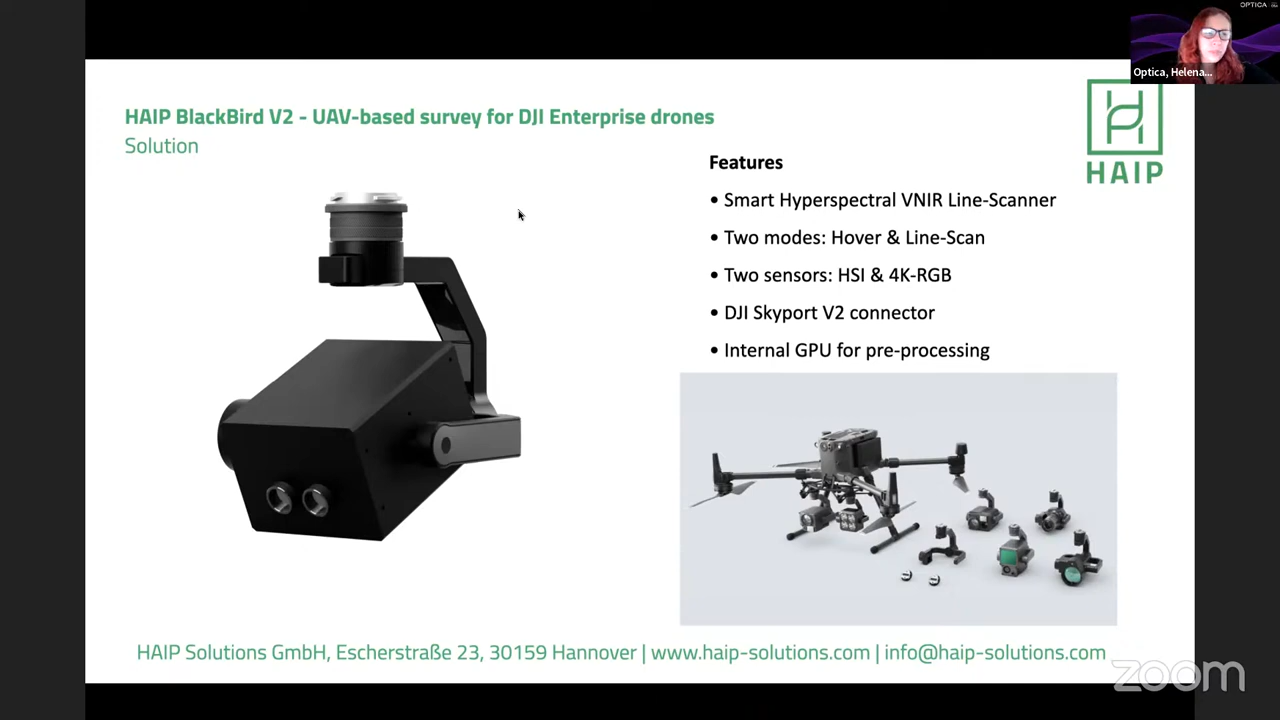 OPTICA
Optica, Helena...
HAIP BlackBird V2 - UAV-based survey for DJI Enterprise drones
Solution
HAIP
Features
• Smart Hyperspectral VNIR Line-Scanner
• Two modes: Hover & Line-Scan
• Two sensors: HSI & 4K-RGB
• DJI Skyport V2 connector
• Internal GPU for pre-processing
HAIP Solutions GmbH, Escherstraße 23, 30159 Hannover | www.haip-solutions.com | info@haip-solutions.com
zoom